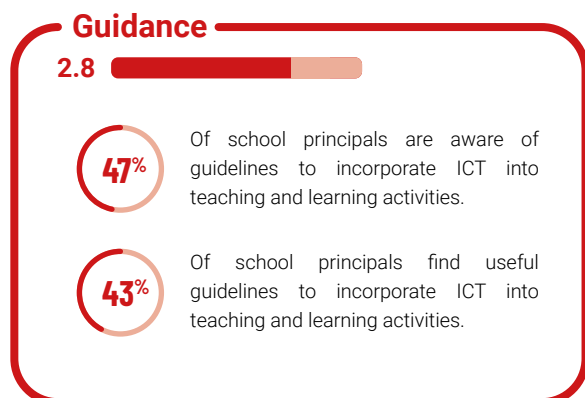 Guidance
2.8
47%
Of school principals are aware of
guidelines to incorporate ICT into
teaching and learning activities.
43%
Of school principals find useful
guidelines to incorporate ICT into
teaching and learning activities.